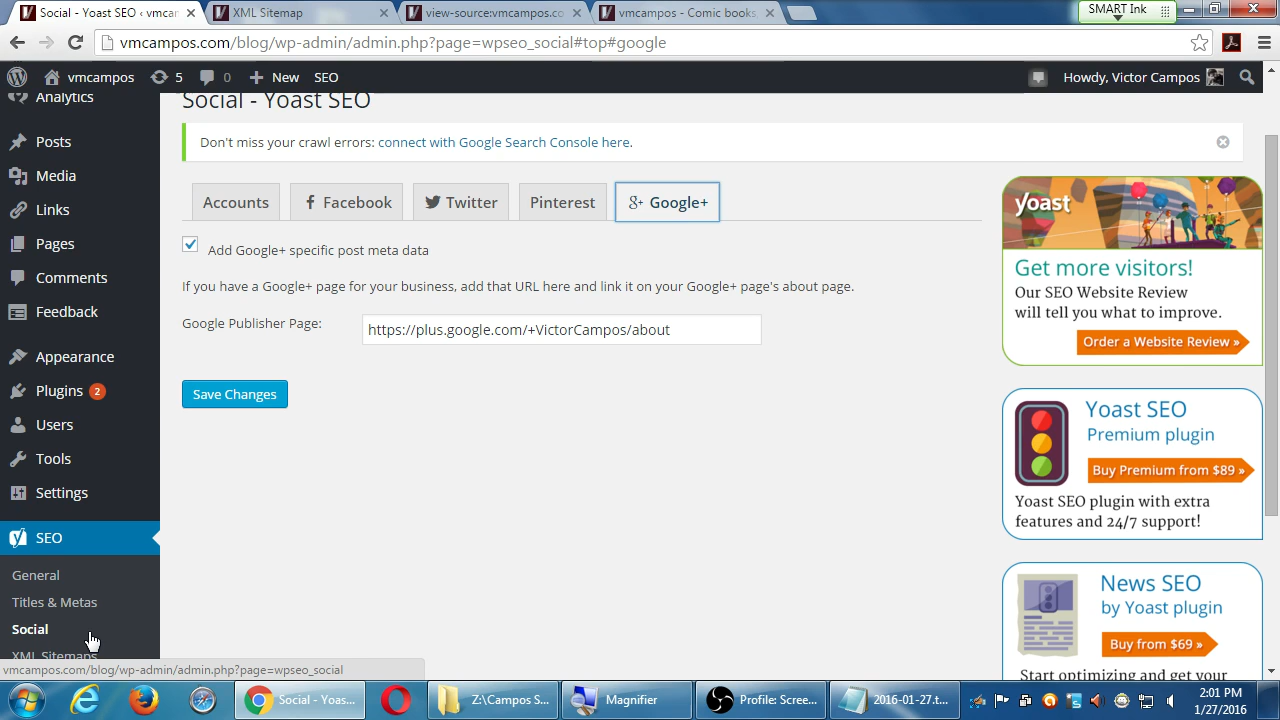 Social - Yoast SEO ‹ vmcar
XML Sitemap
view-source:vmcampos.co
vmcampos - Comic books,
SMART Ink
vmcampos.com/blog/wp-admin/admin.php?page=wpseo_social#top#google
vmcampos
5
0
New
SEO
Howdy, Victor Campos
Analytics
Posts
Media
Links
Pages
Comments
Feedback
Appearance
Plugins 2
Users
Tools
Settings
SEO
General
Titles & Metas
Social
XML Sitemaps
Social - Yoast SEO
Don't miss your crawl errors: connect with Google Search Console here.
Accounts
Facebook
Twitter
Pinterest
g+ Google+
Add Google+ specific post meta data
If you have a Google+ page for your business, add that URL here and link it on your Google+ page's about page.
Google Publisher Page:
https://plus.google.com/+VictorCampos/about
Save Changes
yoast
Get more visitors!
Our SEO Website Review
will tell you what to improve.
Order a Website Review »
Yoast SEO
Premium plugin
Buy Premium from $89 »
Yoast SEO plugin with extra
features and 24/7 support!
News SEO
by Yoast plugin
Buy from $69 »
Start optimizing and get your
vmcampos.com/blog/wp-admin/admin.php?page=wpseo_social
Social - Yoas...
Z:\Campos S...
Magnifier
Profile: Scree...
2016-01-27.t...
2:01 PM
1/27/2016